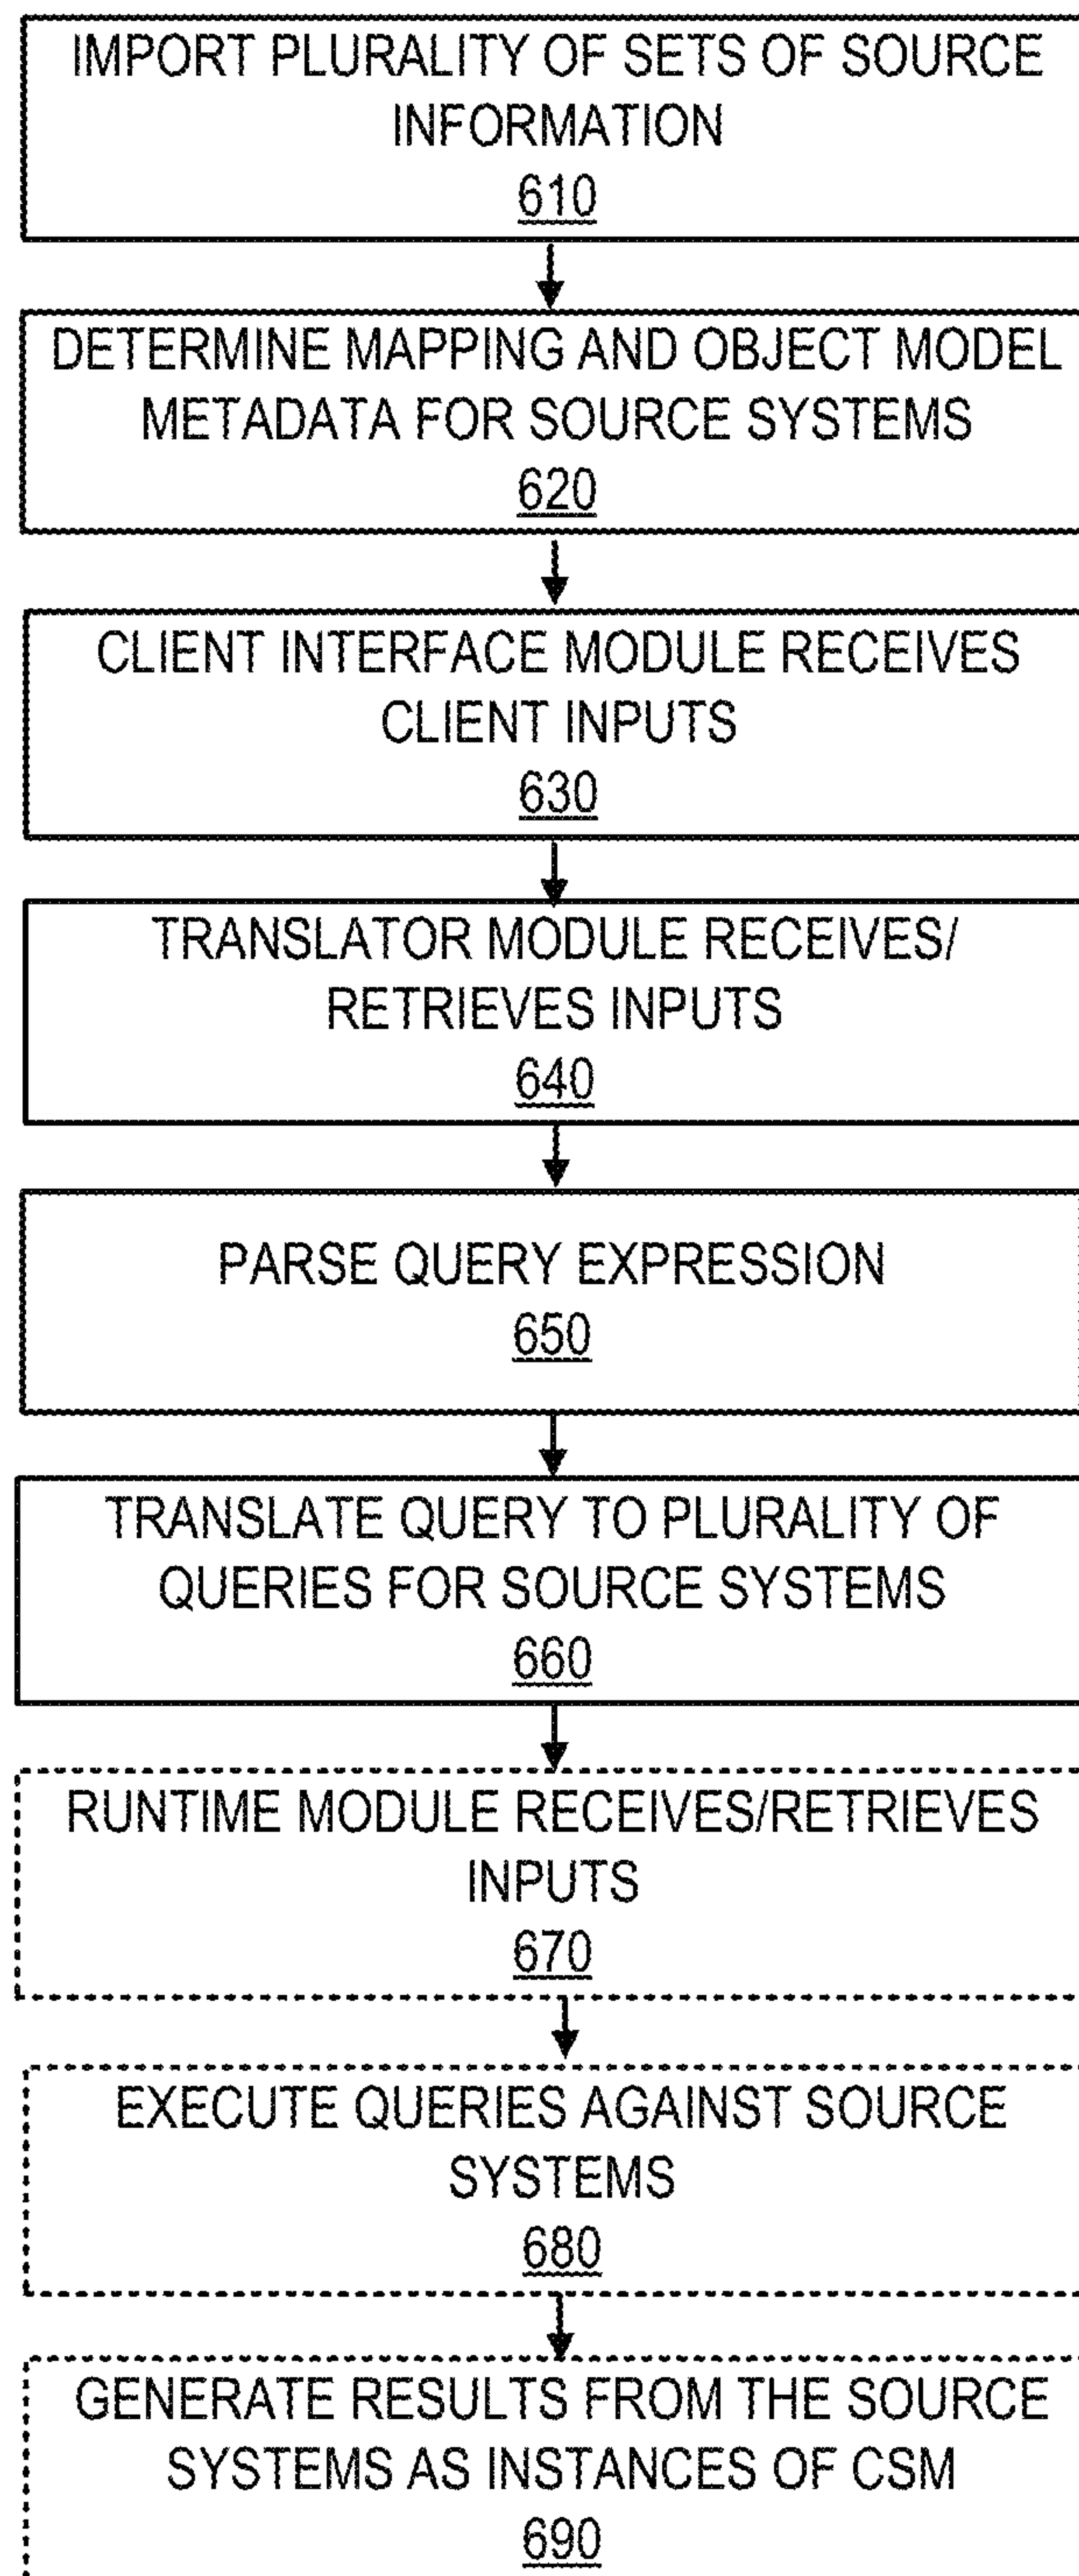 IMPORT PLURALITY OF SETS OF SOURCE
INFORMATION
610
DETERMINE MAPPING AND OBJECT MODEL
METADATA FOR SOURCE SYSTEMS
620
CLIENT INTERFACE MODULE RECEIVES
CLIENT INPUTS
630
TRANSLATOR MODULE RECEIVES/
RETRIEVES INPUTS
640
PARSE QUERY EXPRESSION
650
TRANSLATE QUERY TO PLURALITY OF
QUERIES FOR SOURCE SYSTEMS
660
RUNTIME MODULE RECEIVES/RETRIEVES
INPUTS
670
EXECUTE QUERIES AGAINST SOURCE
SYSTEMS
680
GENERATE RESULTS FROM THE SOURCE
SYSTEMS AS INSTANCES OF CSM
690